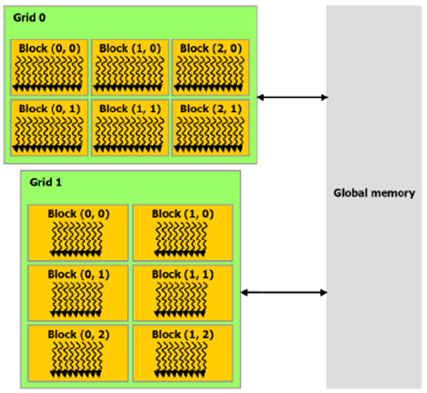 Grid 0
Block (0, 0) Block (1, 0) Block (2, 0)
Block (0, 1) Block (1, 1) Block (2, 1)
Grid 1
Block (0, 0) Block (1, 0)
Block (0, 1) Block (1, 1)
Block (0, 2) Block (1, 2)
Global memory